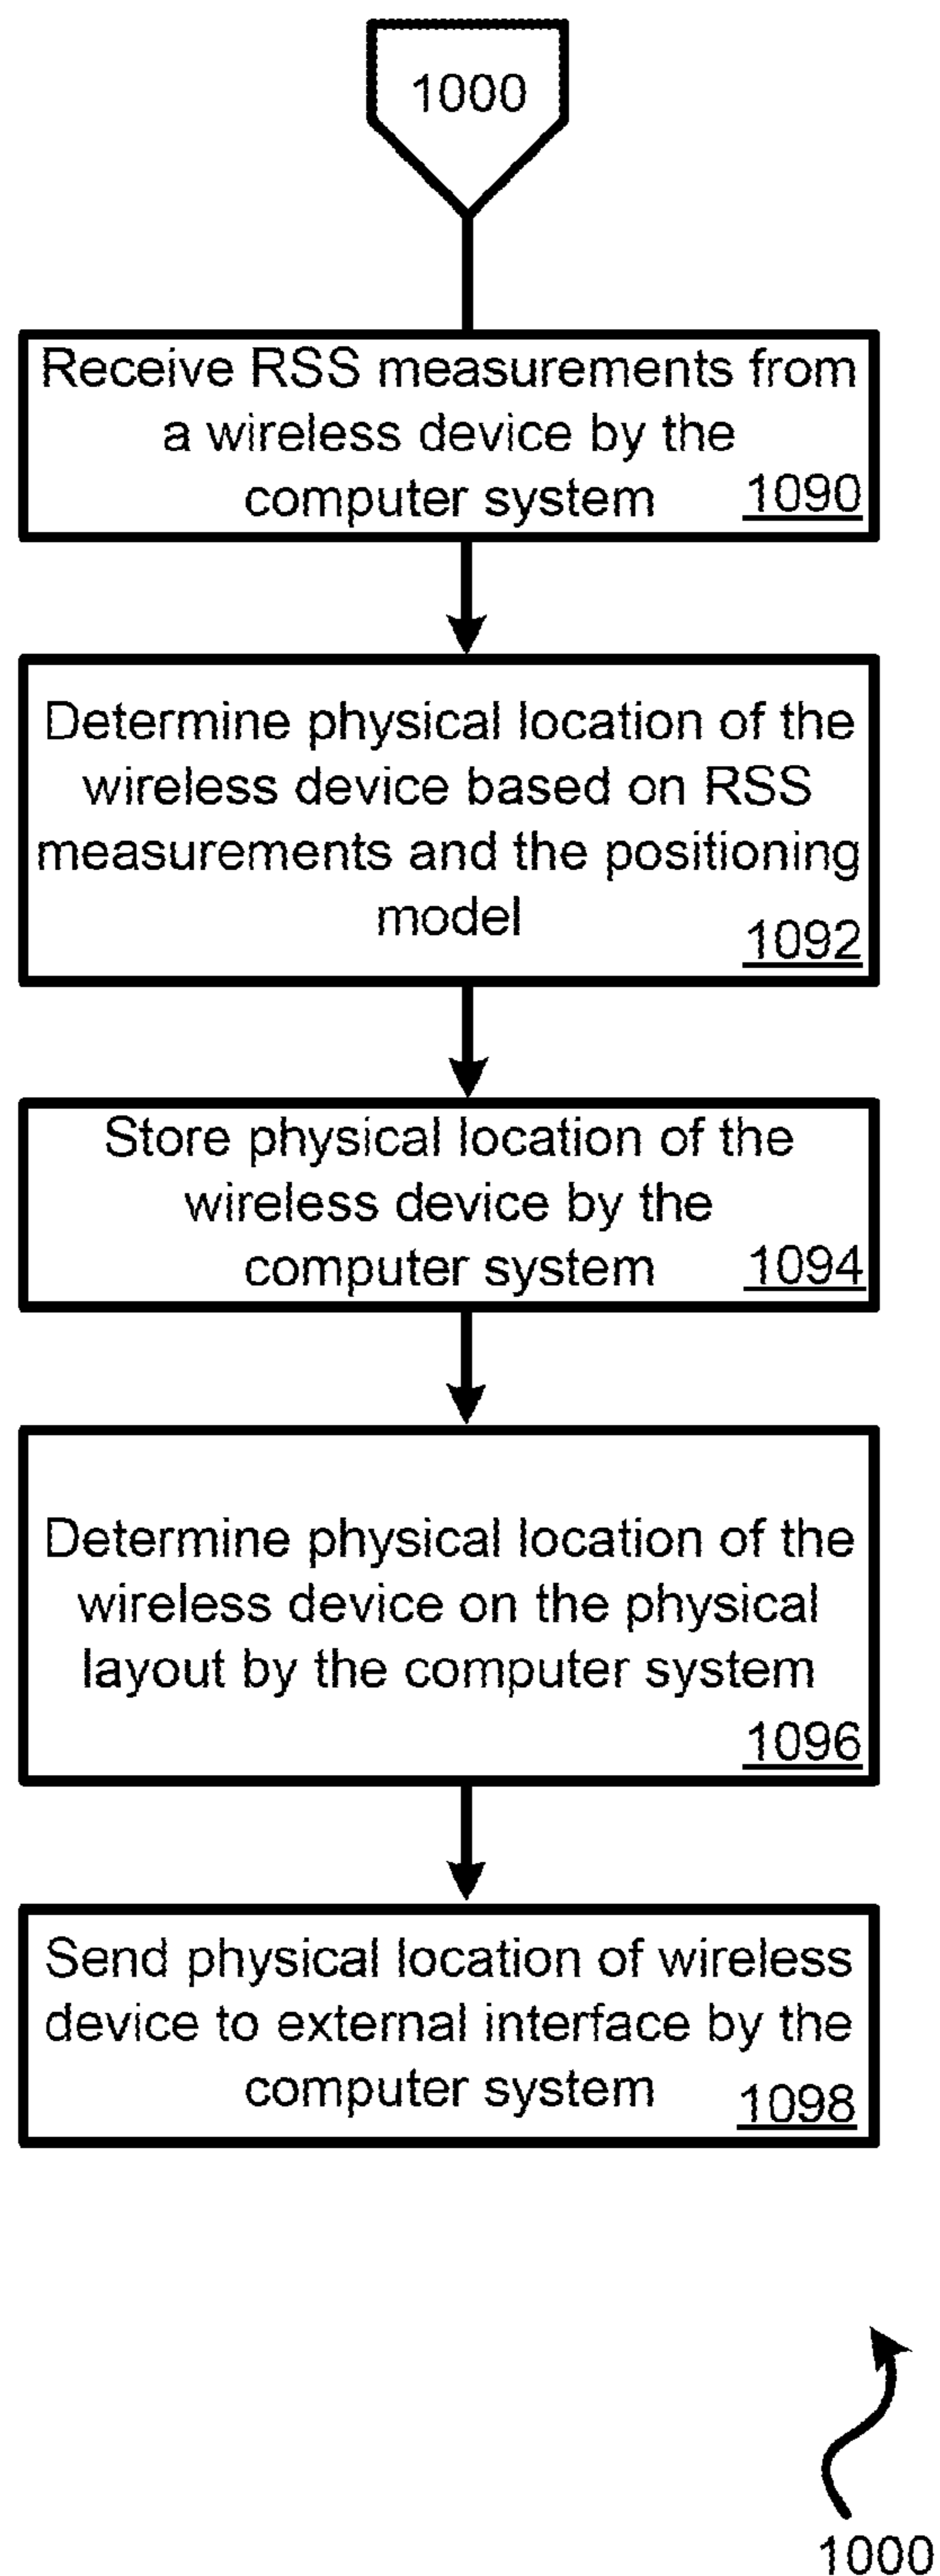 1000
Receive RSS measurements from
a wireless device by the
computer system
1090
Determine physical location of the
wireless device based on RSS
measurements and the positioning
model
1092
Store physical location of the
wireless device by the
computer system
1094
Determine physical location of the
wireless device on the physical
layout by the computer system
1096
Send physical location of wireless
device to external interface by the
computer system
1098
1000